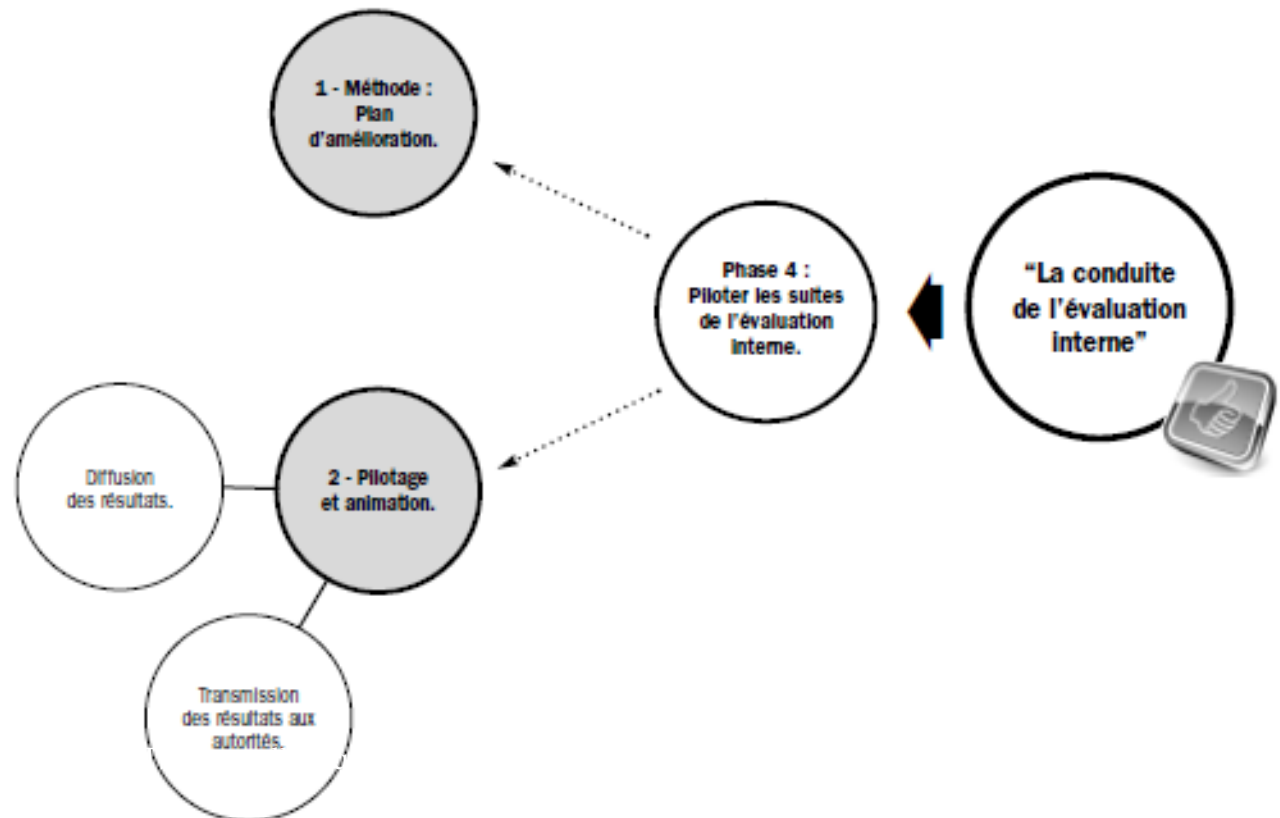 1 - Méthode :
Plan
d'amélioration.
Phase 4 :
Piloter les suites
de l'évaluation
interne.
“La conduite
de l'évaluation
interne”
2 - Pilotage
et animation.
Diffusion
des résultats.
Transmission
des résultats aux
autorités.